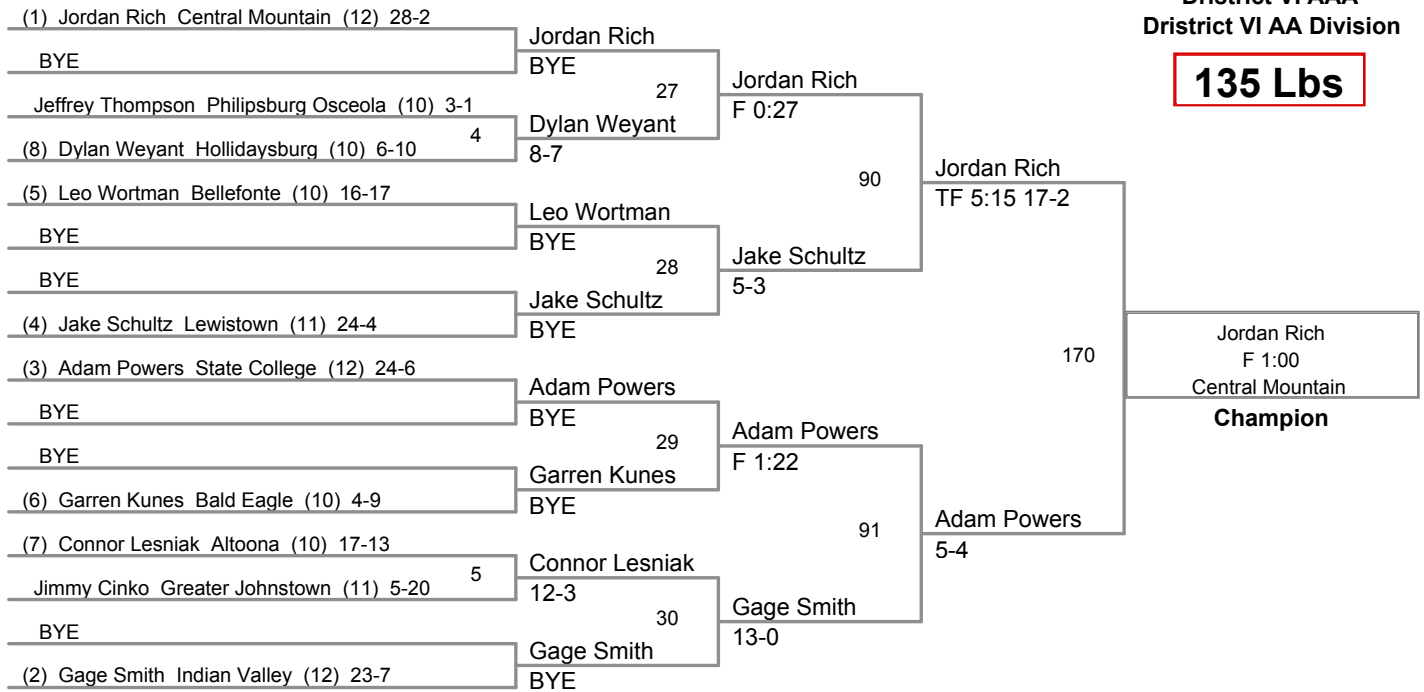 District VI AAA
Dristrict VI AA Division
135 Lbs
(1) Jordan Rich Central Mountain (12) 28-2
BYE
Jeffrey Thompson Philipsburg Osceola (10) 3-1
4
(8) Dylan Weyant Hollidaysburg (10) 6-10
(5) Leo Wortman Bellefonte (10) 16-17
BYE
BYE
(4) Jake Schultz Lewistown (11) 24-4
(3) Adam Powers State College (12) 24-6
BYE
BYE
(6) Garren Kunes Bald Eagle (10) 4-9
(7) Connor Lesniak Altoona (10) 17-13
5
Jimmy Cinko Greater Johnstown (11) 5-20
BYE
(2) Gage Smith Indian Valley (12) 23-7
Jordan Rich
BYE
27
Dylan Weyant
8-7
Leo Wortman
BYE
28
Jake Schultz
BYE
Adam Powers
BYE
29
Garren Kunes
BYE
Connor Lesniak
12-3
30
Gage Smith
BYE
Jordan Rich
F 0:27
90
Jake Schultz
5-3
Adam Powers
F 1:22
91
Gage Smith
13-0
Jordan Rich
TF 5:15 17-2
170
Adam Powers
5-4
Jordan Rich
F 1:00
Central Mountain
Champion